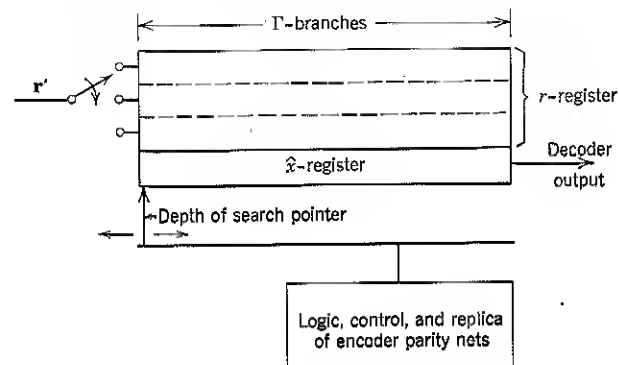 Γ-branches
r′
r-register
x̂-register
Decoder
output
Depth of search pointer
Logic, control, and replica
of encoder parity nets